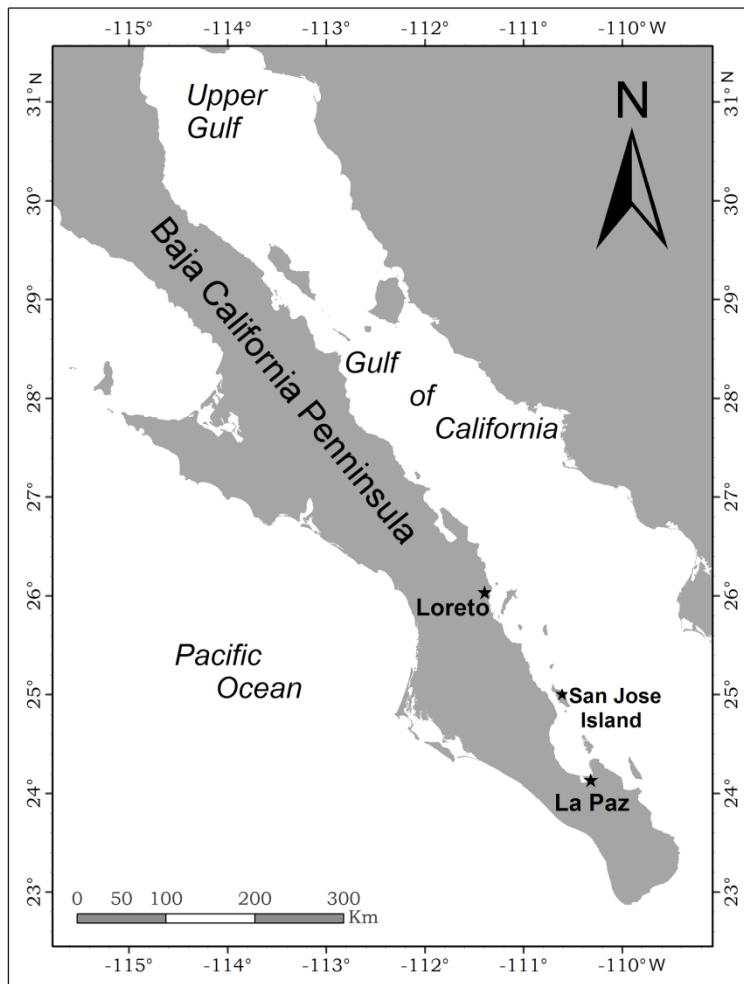 -115° -114° -113° -112° -111° -110°W
31°N
30°
29°
28°
27°
26°
25°
24°
23°
Upper
Gulf
N
Baja California Penninsula
Gulf
of
California
Loreto
Pacific
Ocean
San Jose
Island
La Paz
0 50 100 200 300
Km
31°N
30°
29°
28°
27°
26°
25°
24°
23°
-115° -114° -113° -112° -111° -110°W